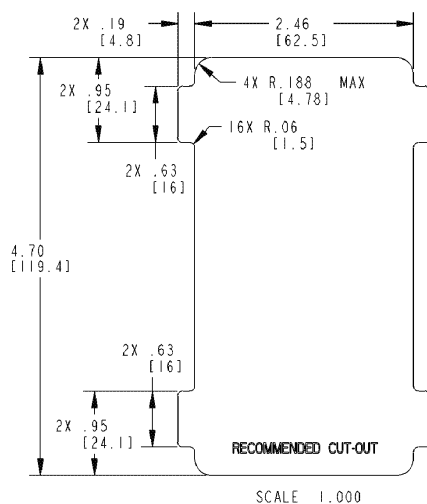 2X .19
[4.8]
2.46
[62.5]
2X .95
[24.1]
4X R.188 MAX
[4.78]
16X R.06
[1.5]
2X .63
[16]
4.70
[119.4]
2X .63
[16]
2X .95
[24.1]
RECOMMENDED CUT-OUT
SCALE 1.000